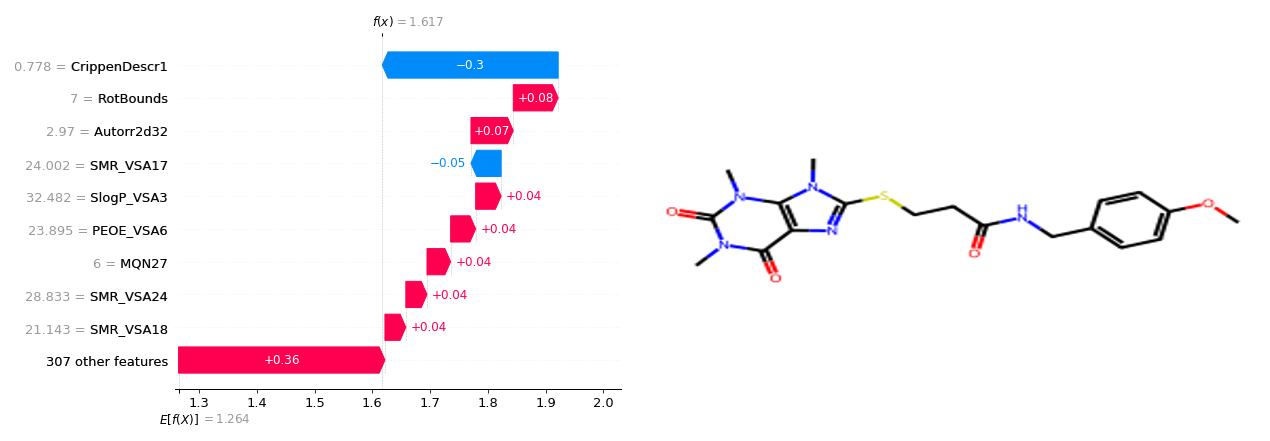 f(x) = 1.617
0.778 = CrippenDescr1
−0.3
7 = RotBounds
+0.08
2.97 = Autorr2d32
+0.07
24.002 = SMR_VSA17
−0.05
32.482 = SlogP_VSA3
+0.04
23.895 = PEOE_VSA6
+0.04
6 = MQN27
+0.04
28.833 = SMR_VSA24
+0.04
21.143 = SMR_VSA18
+0.04
307 other features
+0.36
1.3 1.4 1.5 1.6 1.7 1.8 1.9 2.0
E[f(X)] = 1.264
N
N
S
H
N
O
O
N
N
O
O